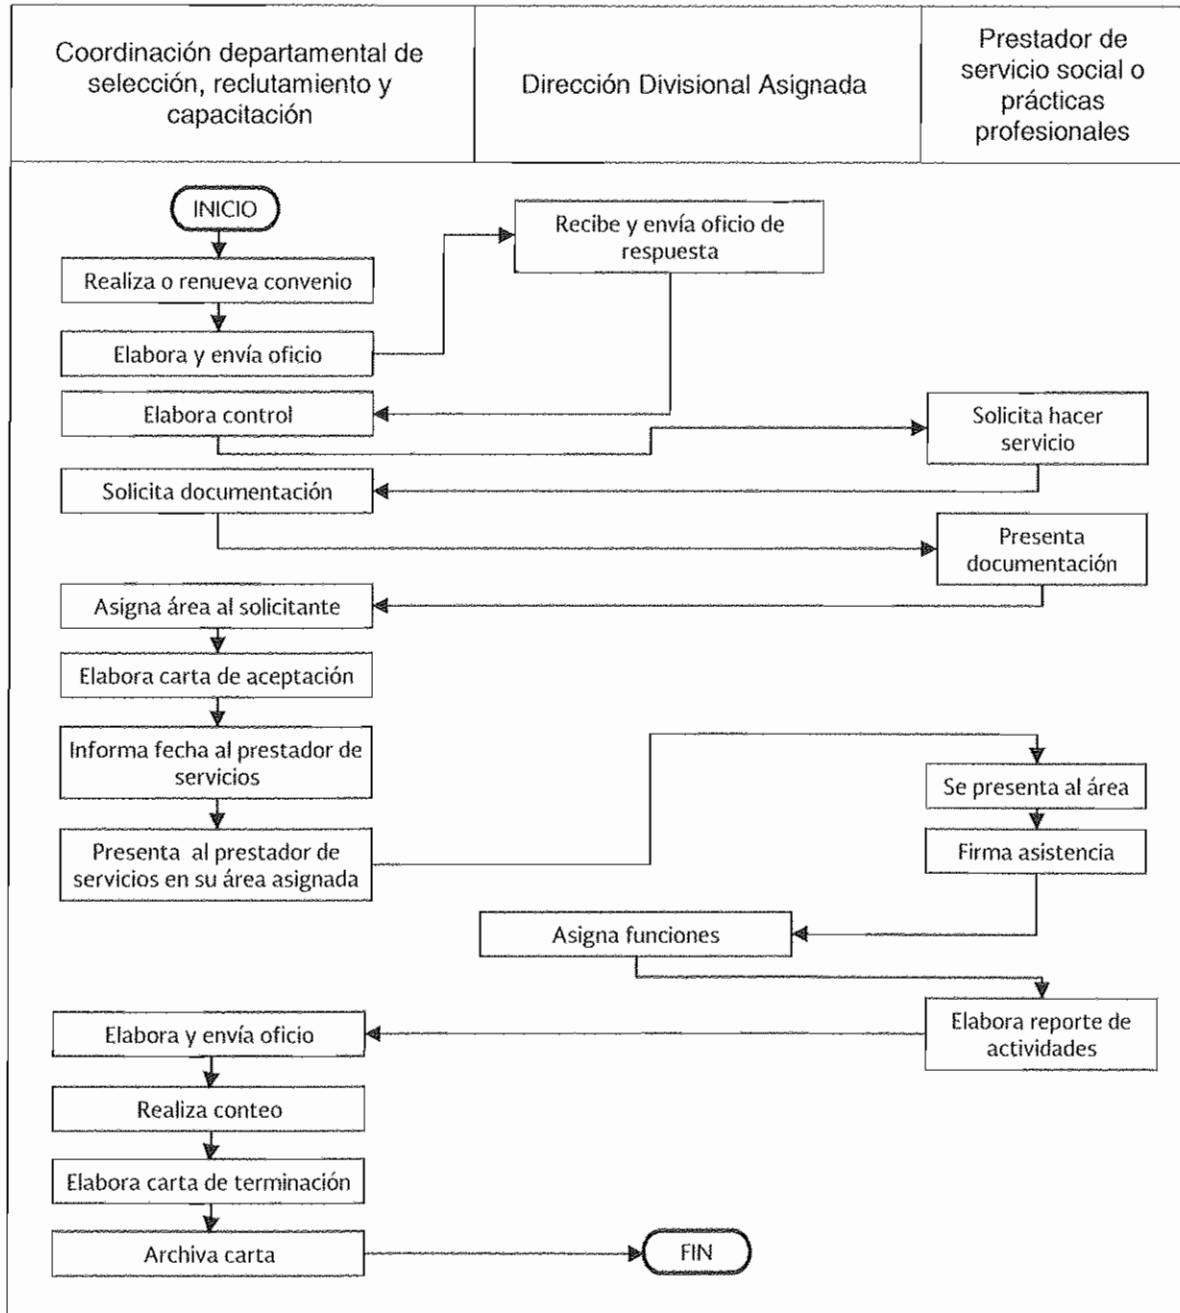 Coordinación departamental de
selección, reclutamiento y
capacitación
Dirección Divisional Asignada
Prestador de
servicio social o
prácticas
profesionales
INICIO
Recibe y envía oficio de
respuesta
Realiza o renueva convenio
Elabora y envía oficio
Elabora control
Solicita hacer
servicio
Solicita documentación
Presenta
documentación
Asigna área al solicitante
Elabora carta de aceptación
Informa fecha al prestador de
servicios
Se presenta al área
Presenta al prestador de
servicios en su área asignada
Firma asistencia
Asigna funciones
Elabora reporte de
actividades
Elabora y envía oficio
Realiza conteo
Elabora carta de terminación
Archiva carta
FIN